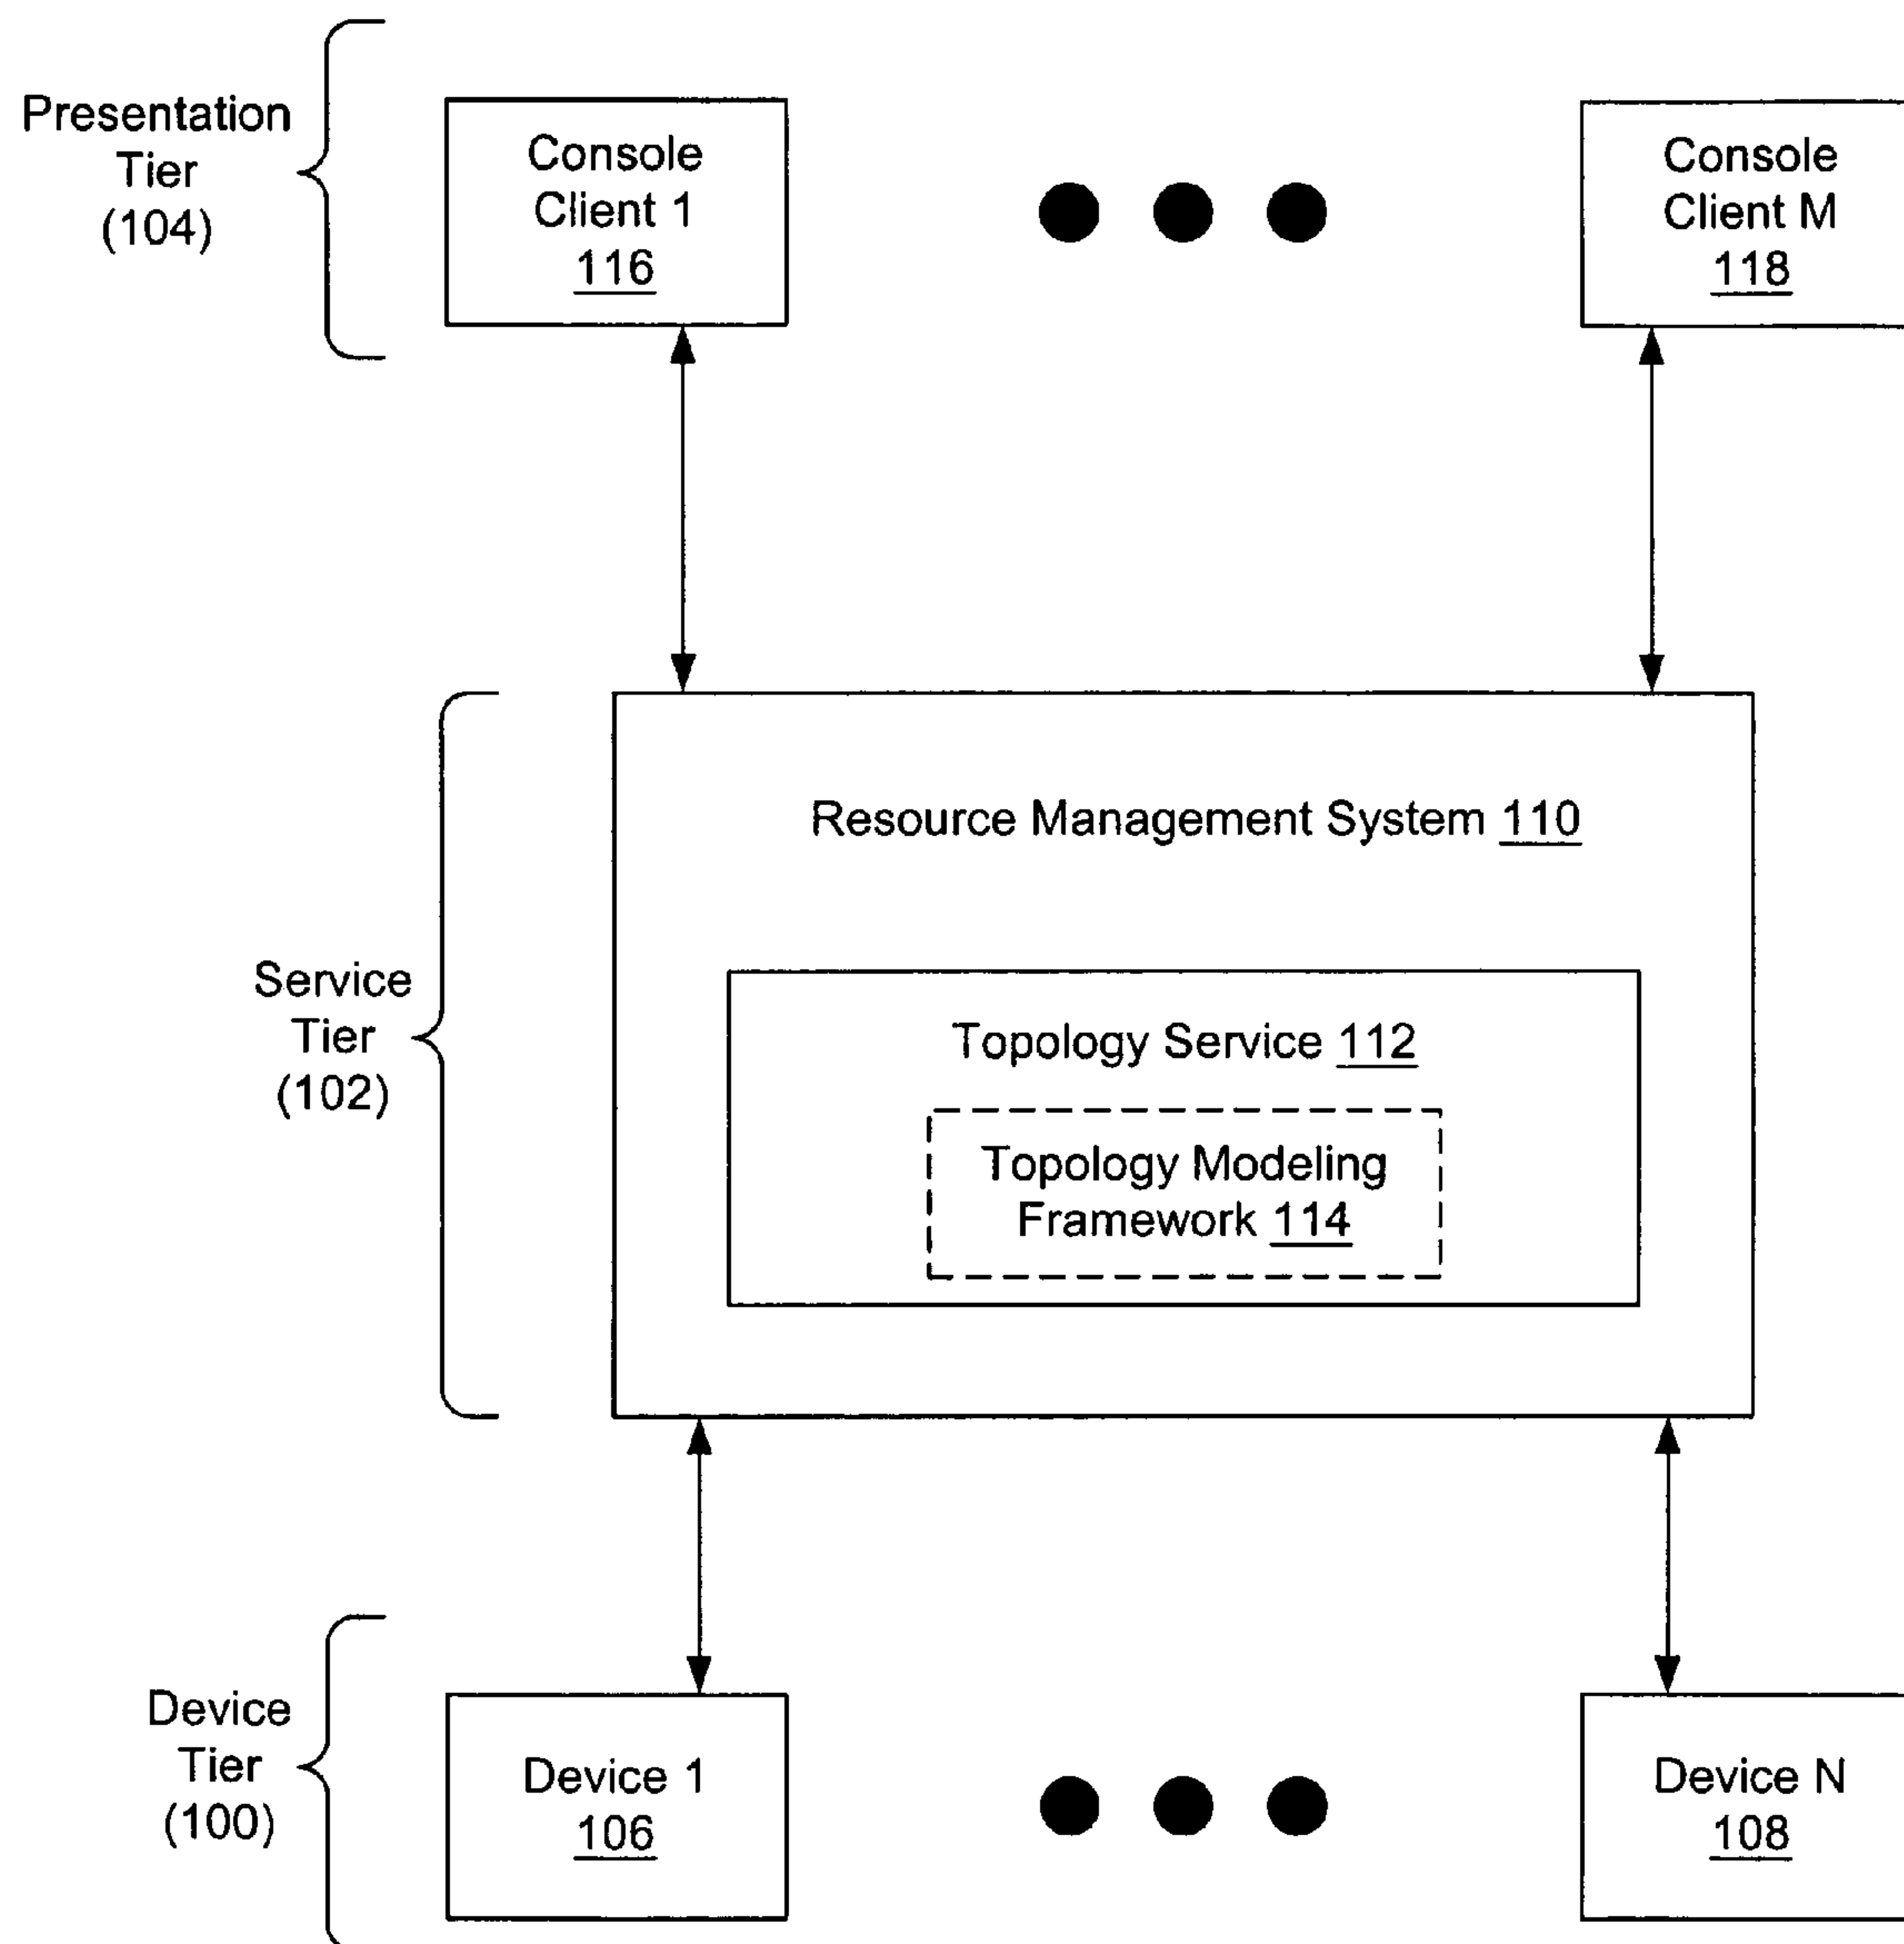 Presentation
Tier
(104)
Console
Client 1
116
Console
Client M
118
Service
Tier
(102)
Resource Management System 110
Topology Service 112
Topology Modeling
Framework 114
Device
Tier
(100)
Device 1
106
Device N
108